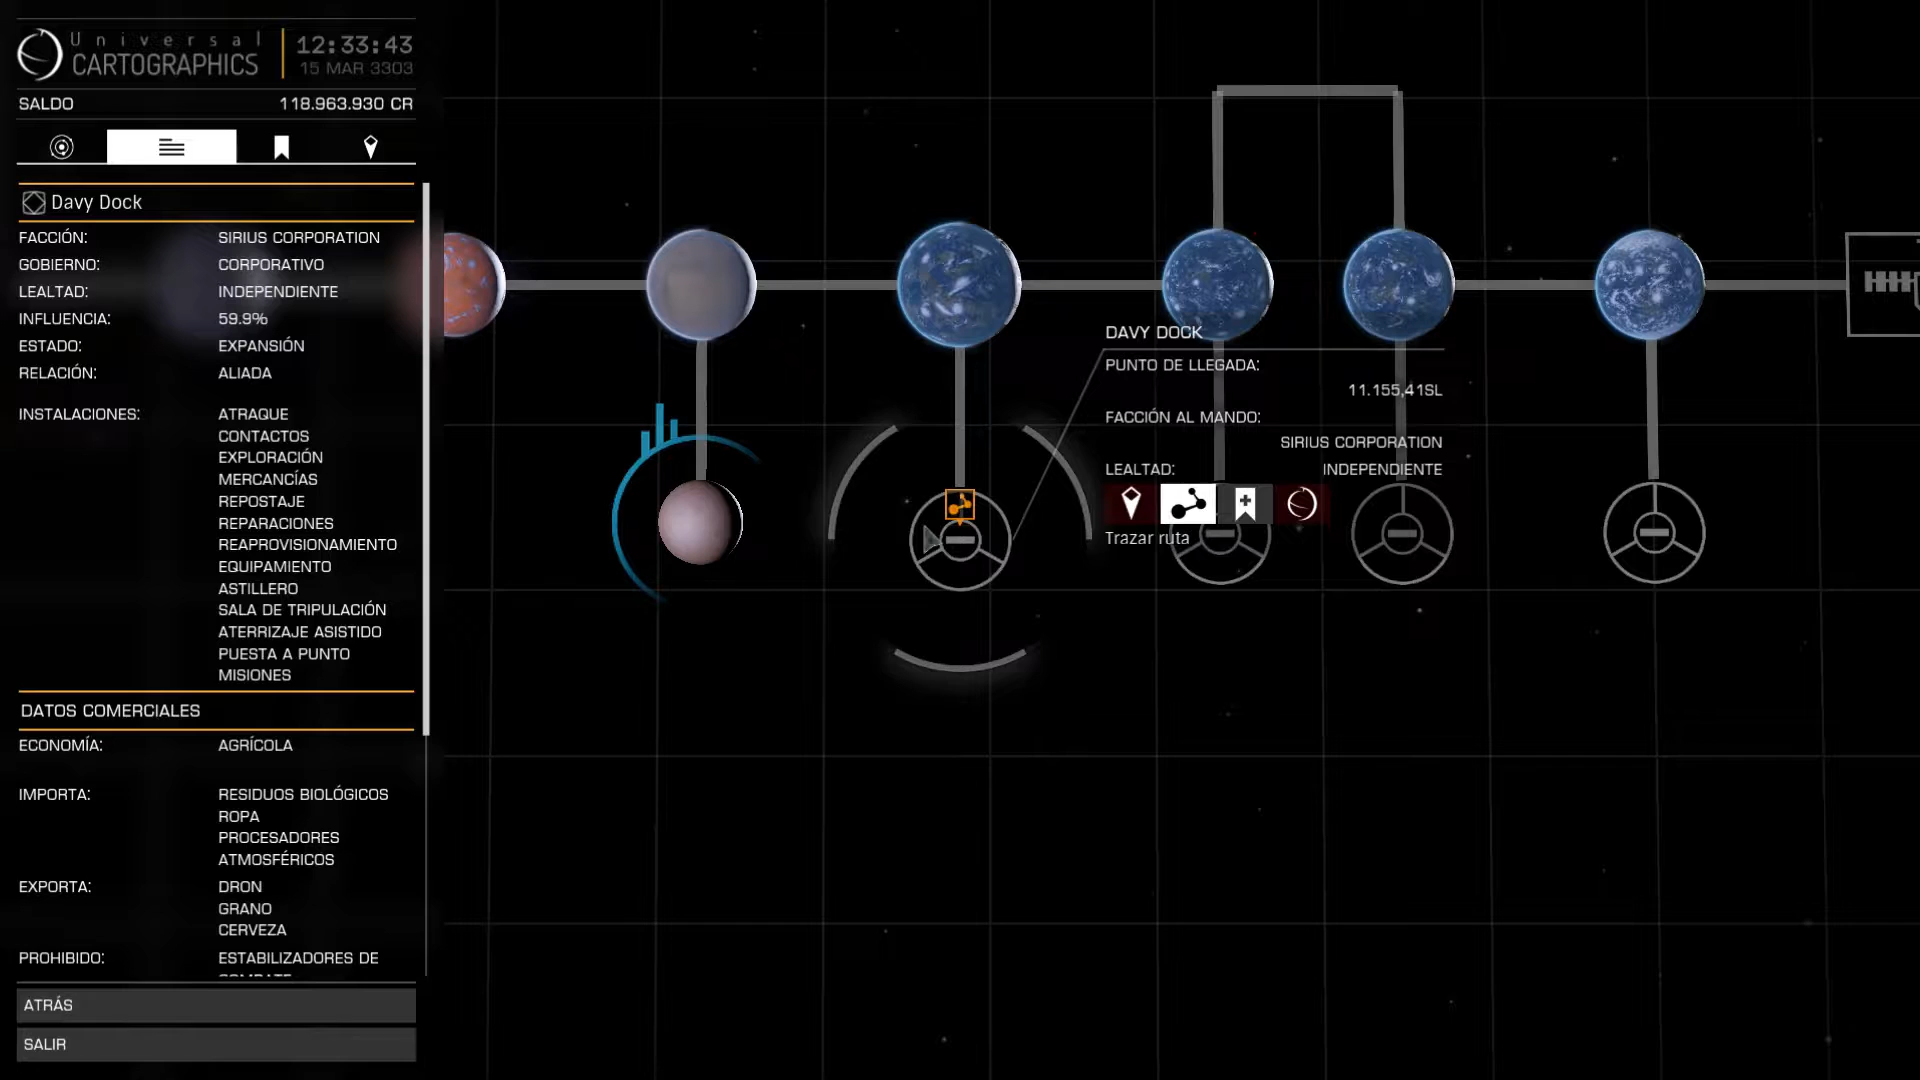 Universal
CARTOGRAPHICS
12:33:43
15 MAR 3303
SALDO 118.963.930 CR
Davy Dock
FACCIÓN: SIRIUS CORPORATION
GOBIERNO: CORPORATIVO
LEALTAD: INDEPENDIENTE
INFLUENCIA: 59.9%
ESTADO: EXPANSIÓN
RELACIÓN: ALIADA
INSTALACIONES: ATRAQUE
CONTACTOS
EXPLORACIÓN
MERCANCÍAS
REPOSTAJE
REPARACIONES
REAPROVISIONAMIENTO
EQUIPAMIENTO
ASTILLERO
SALA DE TRIPULACIÓN
ATERRIZAJE ASISTIDO
PUESTA A PUNTO
MISIONES
DATOS COMERCIALES
ECONOMÍA: AGRÍCOLA
IMPORTA: RESIDUOS BIOLÓGICOS
ROPA
PROCESADORES
ATMOSFÉRICOS
EXPORTA: DRON
GRANO
CERVEZA
PROHIBIDO: ESTABILIZADORES DE
ATRÁS
SALIR
DAVY DOCK
PUNTO DE LLEGADA:
11.155,41SL
FACCIÓN AL MANDO:
SIRIUS CORPORATION
LEALTAD: INDEPENDIENTE
Trazar ruta